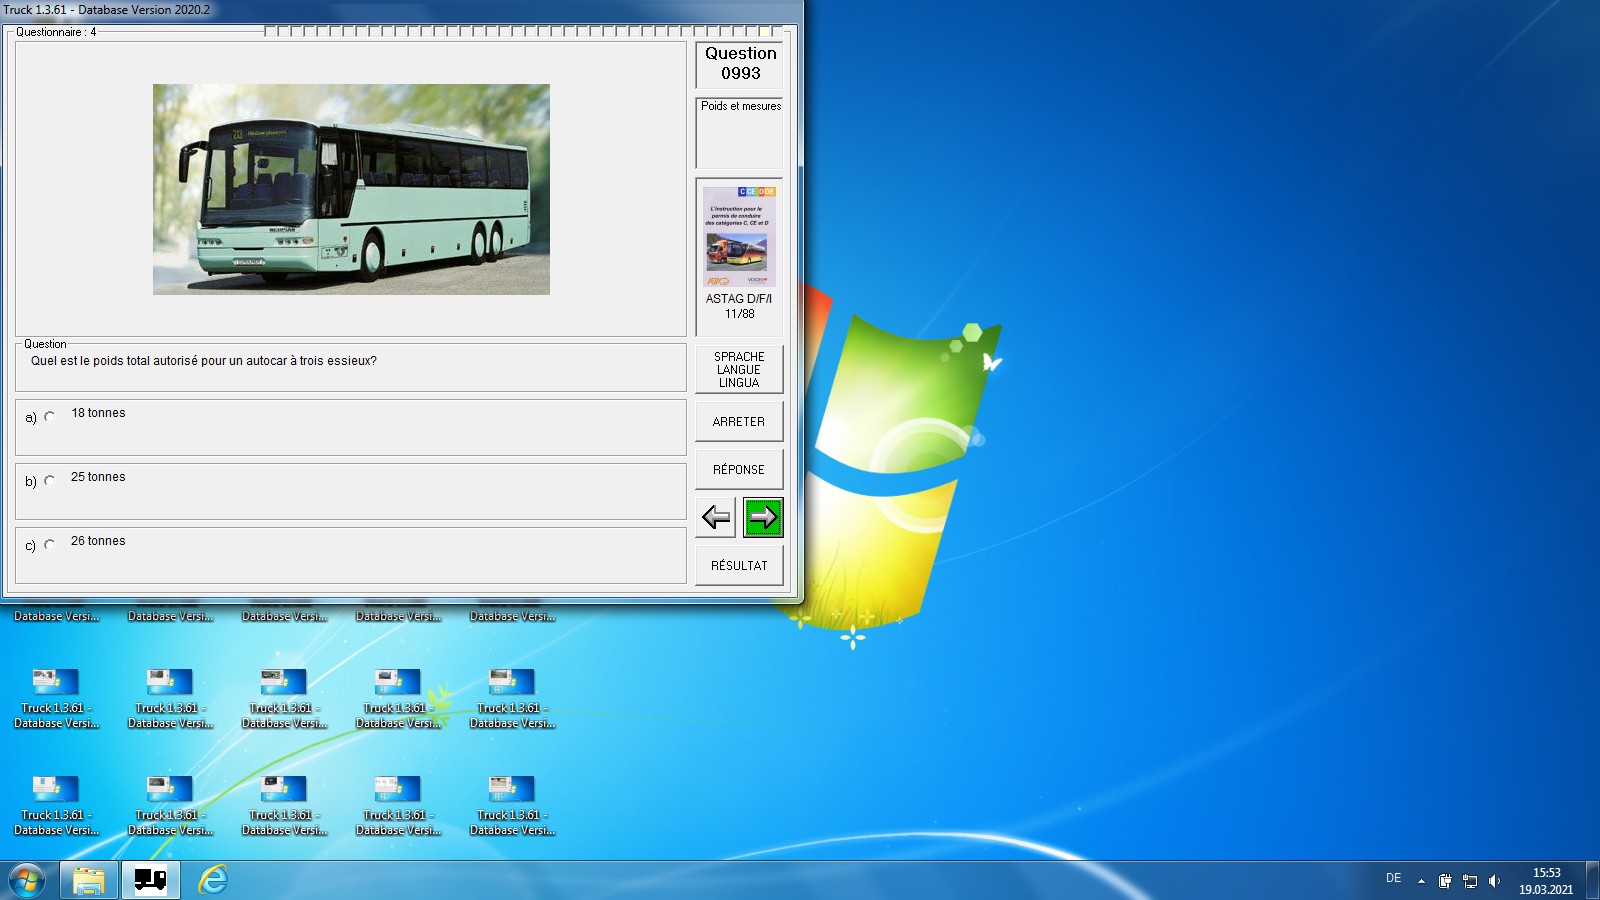 Truck 1.3.61 - Database Version 2020.2
Questionnaire : 4
Question
0993
Poids et mesures
C CE D DE
L'instruction pour le
permis de conduire
des catégories C, CE et D
ASTAG D/F/I
11/88
Question
Quel est le poids total autorisé pour un autocar à trois essieux?
SPRACHE
LANGUE
LINGUA
a) 18 tonnes
ARRETER
b) 25 tonnes
RÉPONSE
c) 26 tonnes
RÉSULTAT
Database Versi... Database Versi... Database Versi... Database Versi... Database Versi...
Truck 1.3.61 - Truck 1.3.61 - Truck 1.3.61 - Truck 1.3.61 - Truck 1.3.61 -
Database Versi... Database Versi... Database Versi... Database Versi... Database Versi...
Truck 1.3.61 - Truck 1.3.61 - Truck 1.3.61 - Truck 1.3.61 - Truck 1.3.61 -
Database Versi... Database Versi... Database Versi... Database Versi... Database Versi...
DE
15:53
19.03.2021